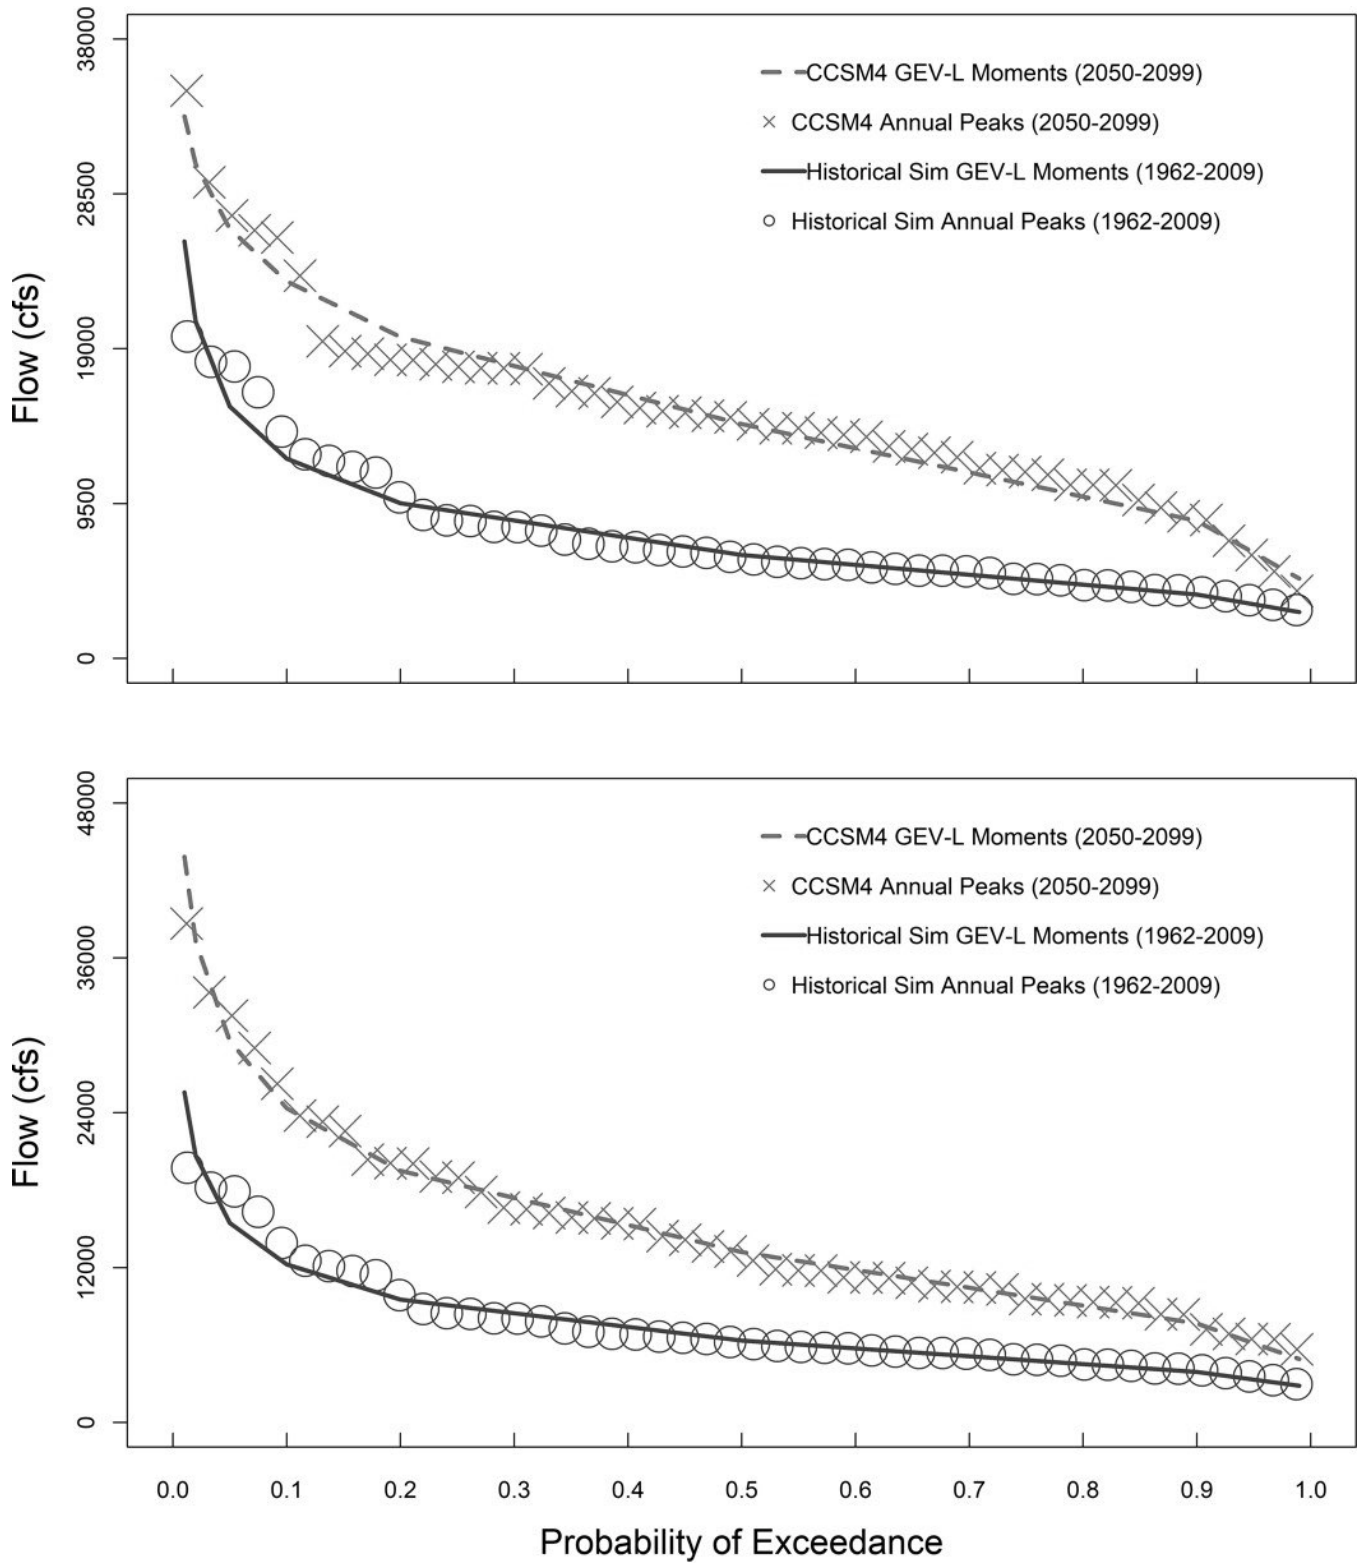 38000
28500
19000
9500
0
Flow (cfs)
CCSM4 GEV-L Moments (2050-2099)
CCSM4 Annual Peaks (2050-2099)
Historical Sim GEV-L Moments (1962-2009)
Historical Sim Annual Peaks (1962-2009)
48000
36000
24000
12000
0
Flow (cfs)
CCSM4 GEV-L Moments (2050-2099)
CCSM4 Annual Peaks (2050-2099)
Historical Sim GEV-L Moments (1962-2009)
Historical Sim Annual Peaks (1962-2009)
0.0 0.1 0.2 0.3 0.4 0.5 0.6 0.7 0.8 0.9 1.0
Probability of Exceedance